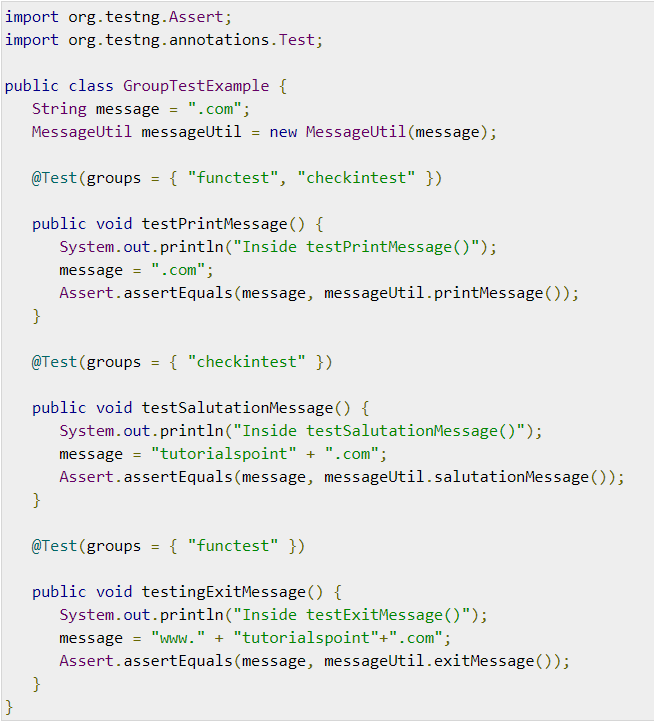 import org.testng.Assert;
import org.testng.annotations.Test;

public class GroupTestExample {
   String message = ".com";
   MessageUtil messageUtil = new MessageUtil(message);

   @Test(groups = { "functest", "checkintest" })

   public void testPrintMessage() {
      System.out.println("Inside testPrintMessage()");
      message = ".com";
      Assert.assertEquals(message, messageUtil.printMessage());
   }

   @Test(groups = { "checkintest" })

   public void testSalutationMessage() {
      System.out.println("Inside testSalutationMessage()");
      message = "tutorialspoint" + ".com";
      Assert.assertEquals(message, messageUtil.salutationMessage());
   }

   @Test(groups = { "functest" })

   public void testingExitMessage() {
      System.out.println("Inside testExitMessage()");
      message = "www." + "tutorialspoint"+".com";
      Assert.assertEquals(message, messageUtil.exitMessage());
   }
}